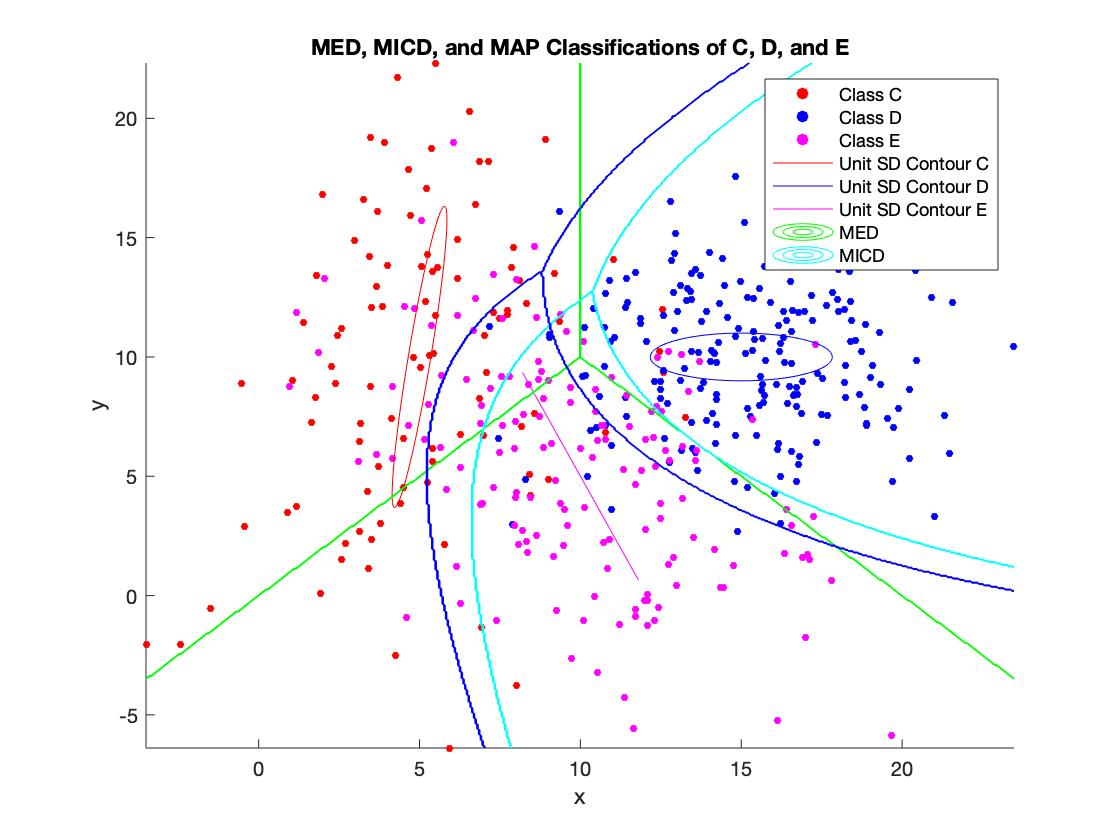 MED, MICD, and MAP Classifications of C, D, and E
20
15
10
5
0
-5
y
Class C
Class D
Class E
Unit SD Contour C
Unit SD Contour D
Unit SD Contour E
MED
MICD
0
5
10
15
20
x